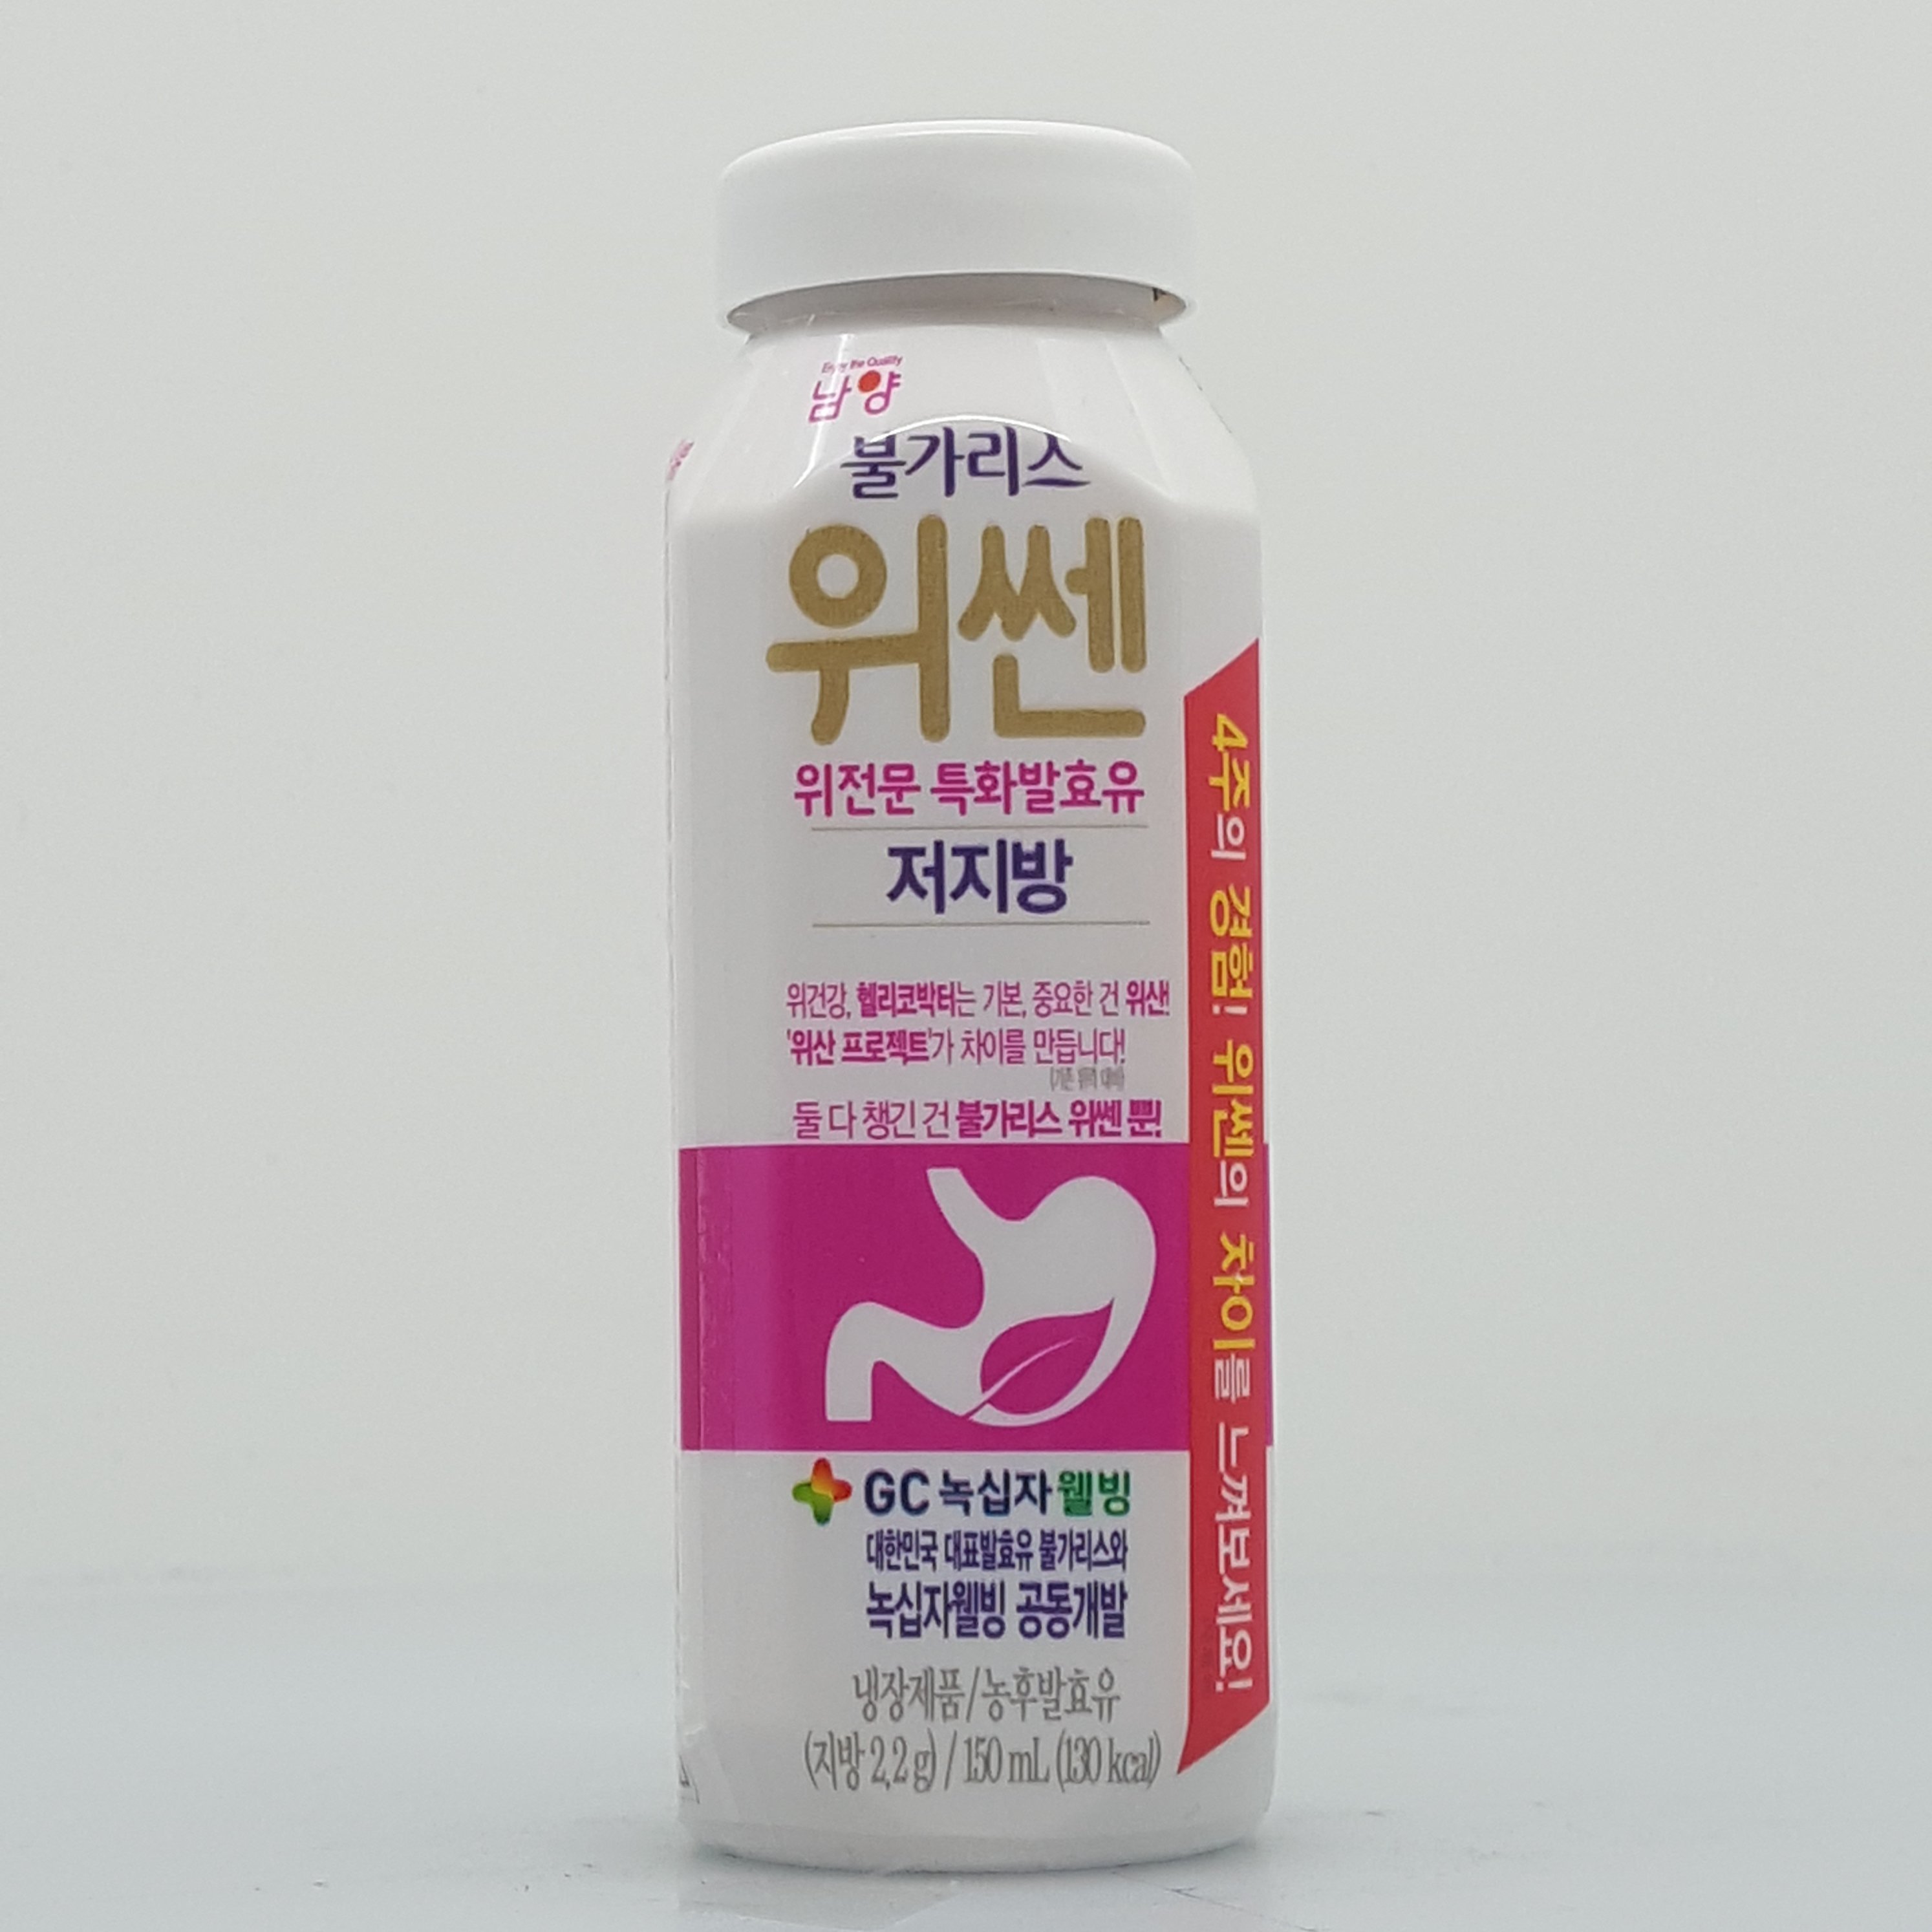 Enjoy the Quality
남양
불가리스
위쎈
위전문 특화발효유
저지방
위건강, 헬리코박터는 기본, 중요한 건 위산!
'위산 프로젝트'가 차이를 만듭니다!
둘 다 챙긴 건 불가리스 위쎈 뿐!
GC 녹십자 웰빙
대한민국 대표발효유 불가리스와
녹십자웰빙 공동개발
냉장제품/농후발효유
(지방 2.2 g) / 150 mL (130 kcal)
4주의 경험! 위쎈의 차이를 느껴보세요!